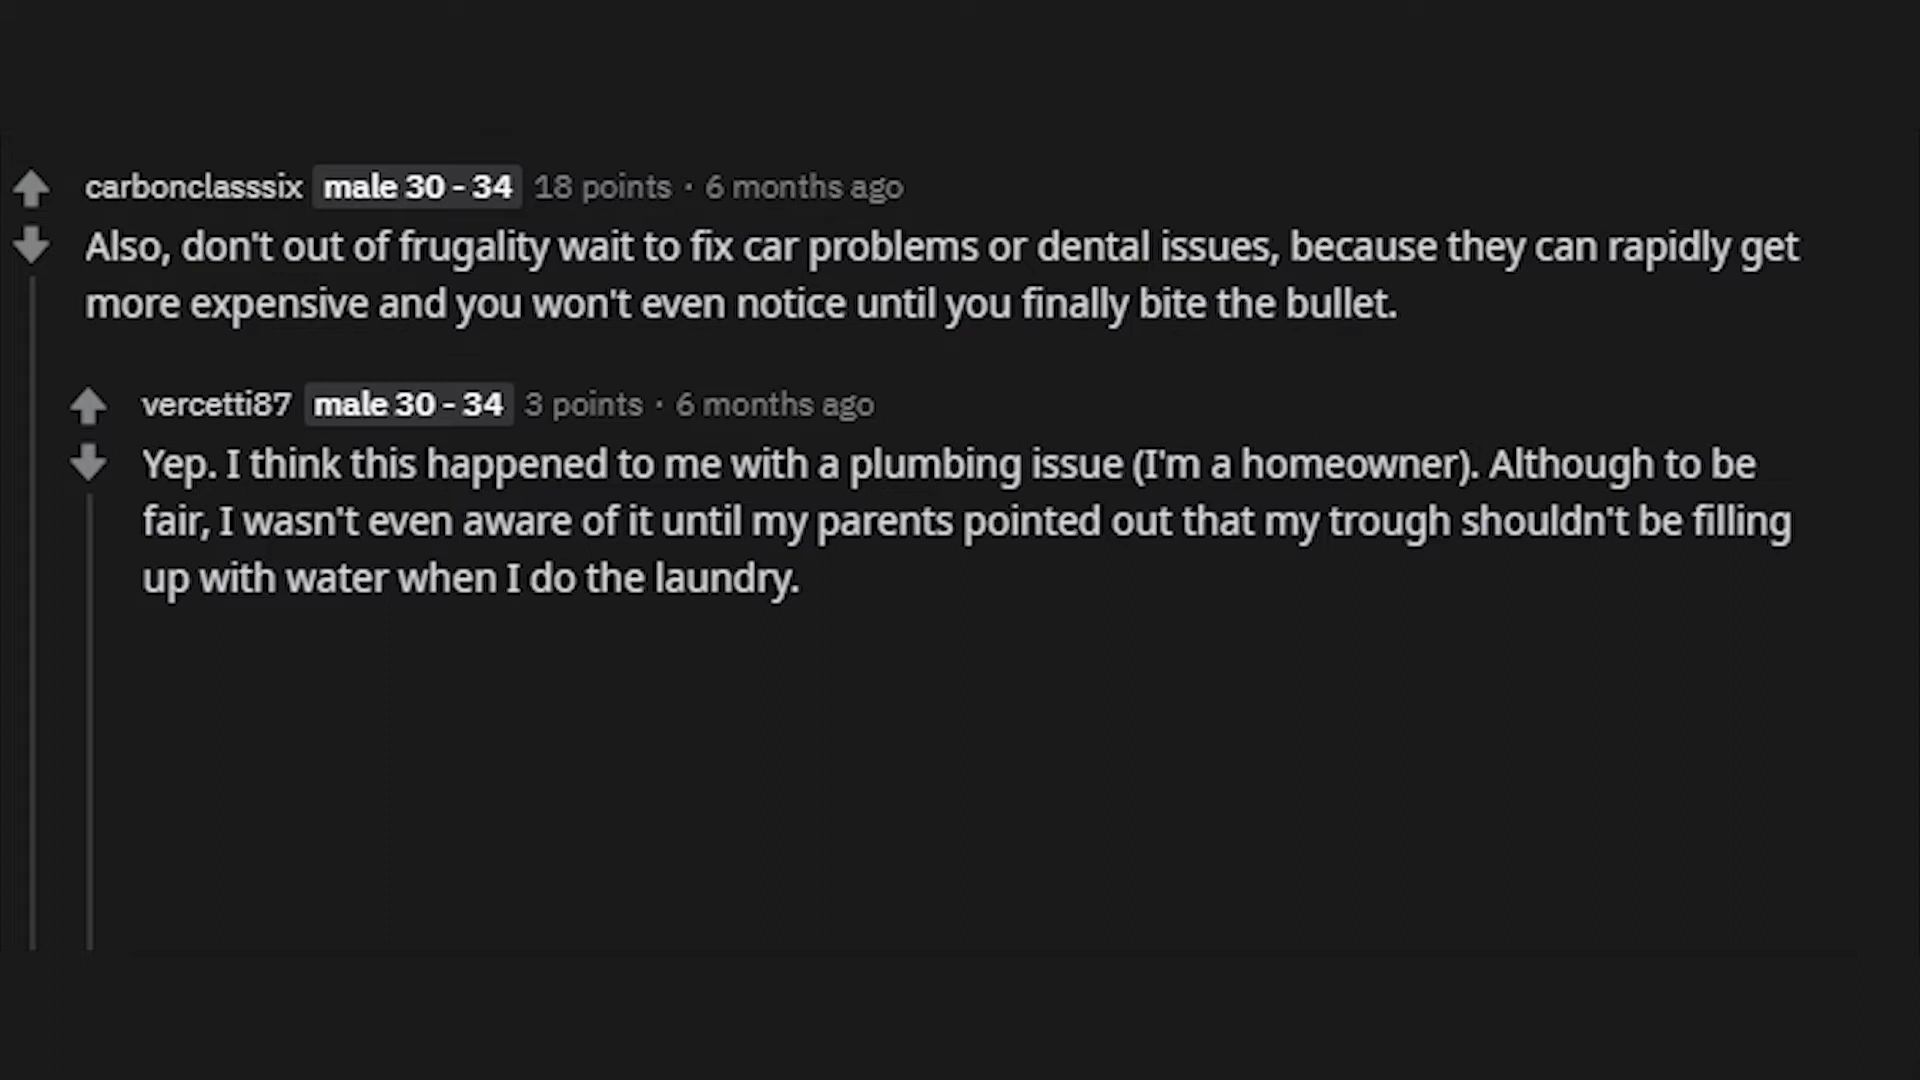 carbonclasssix male 30 - 34 18 points · 6 months ago
Also, don't out of frugality wait to fix car problems or dental issues, because they can rapidly get
more expensive and you won't even notice until you finally bite the bullet.
vercetti87 male 30 - 34 3 points · 6 months ago
Yep. I think this happened to me with a plumbing issue (I'm a homeowner). Although to be
fair, I wasn't even aware of it until my parents pointed out that my trough shouldn't be filling
up with water when I do the laundry.